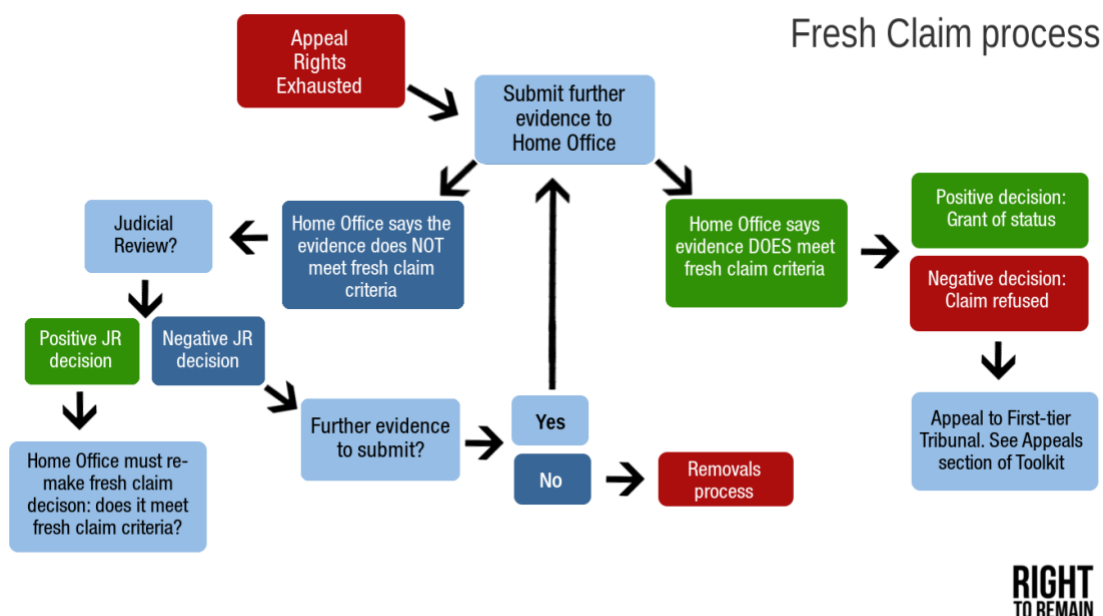 Fresh Claim process
Appeal
Rights
Exhausted
Submit further
evidence to
Home Office
Judicial
Review?
Home Office says the
evidence does NOT
meet fresh claim
criteria
Home Office says
evidence DOES meet
fresh claim criteria
Positive decision:
Grant of status
Negative decision:
Claim refused
Positive JR
decision
Negative JR
decision
Further evidence
to submit?
Yes
No
Removals
process
Appeal to First-tier
Tribunal. See Appeals
section of Toolkit
Home Office must re-
make fresh claim
decison: does it meet
fresh claim criteria?
RIGHT
TO REMAIN